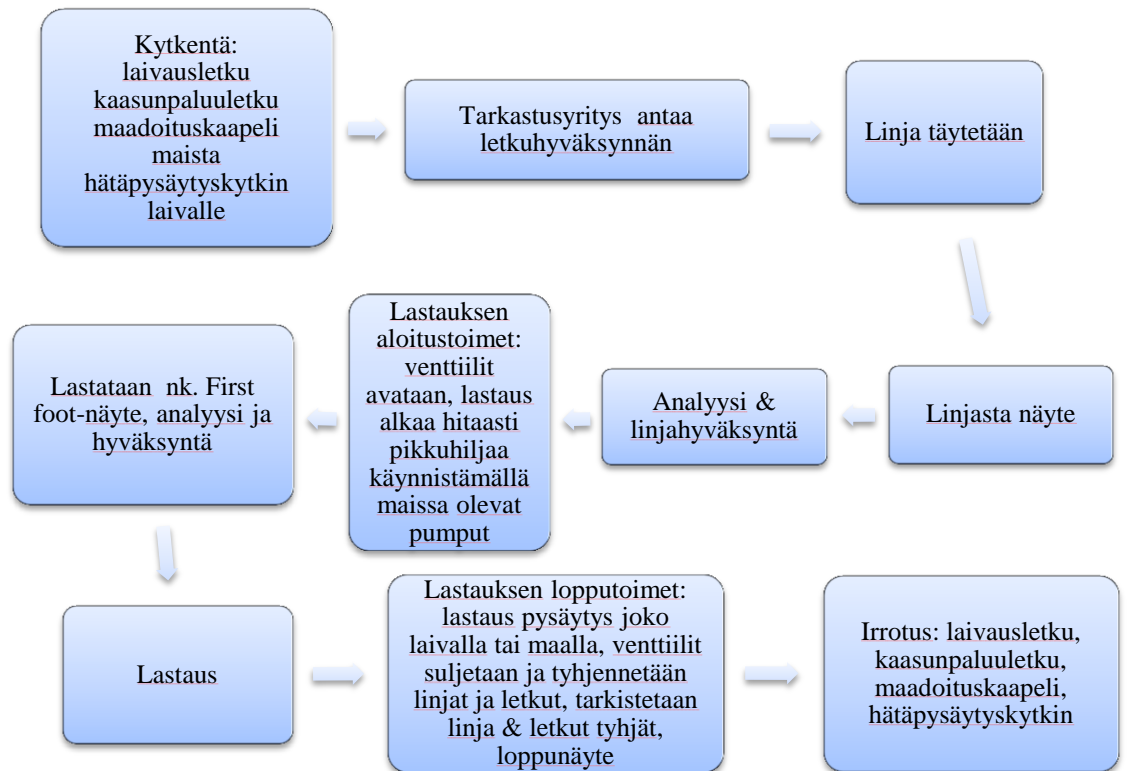 Kytkentä:
laivausletku
kaasunpaluuletku
maadoituskaapeli
maista
hätäpysäytyskytkin
laivalle
Tarkastusyritys antaa
letkuhyväksynnän
Linja täytetään
Linjasta näyte
Analyysi &
linjahyväksyntä
Lastauksen
aloitustoimet:
venttiilit
avataan, lastaus
alkaa hitaasti
pikkuhiljaa
käynnistämällä
maissa olevat
pumput
Lastataan nk. First
foot-näyte, analyysi ja
hyväksyntä
Lastaus
Lastauksen lopputoimet:
lastaus pysäytys joko
laivalla tai maalla, venttiilit
suljetaan ja tyhjennetään
linjat ja letkut, tarkistetaan
linja & letkut tyhjät,
loppunäyte
Irrotus: laivausletku,
kaasunpaluuletku,
maadoituskaapeli,
hätäpysäytyskytkin